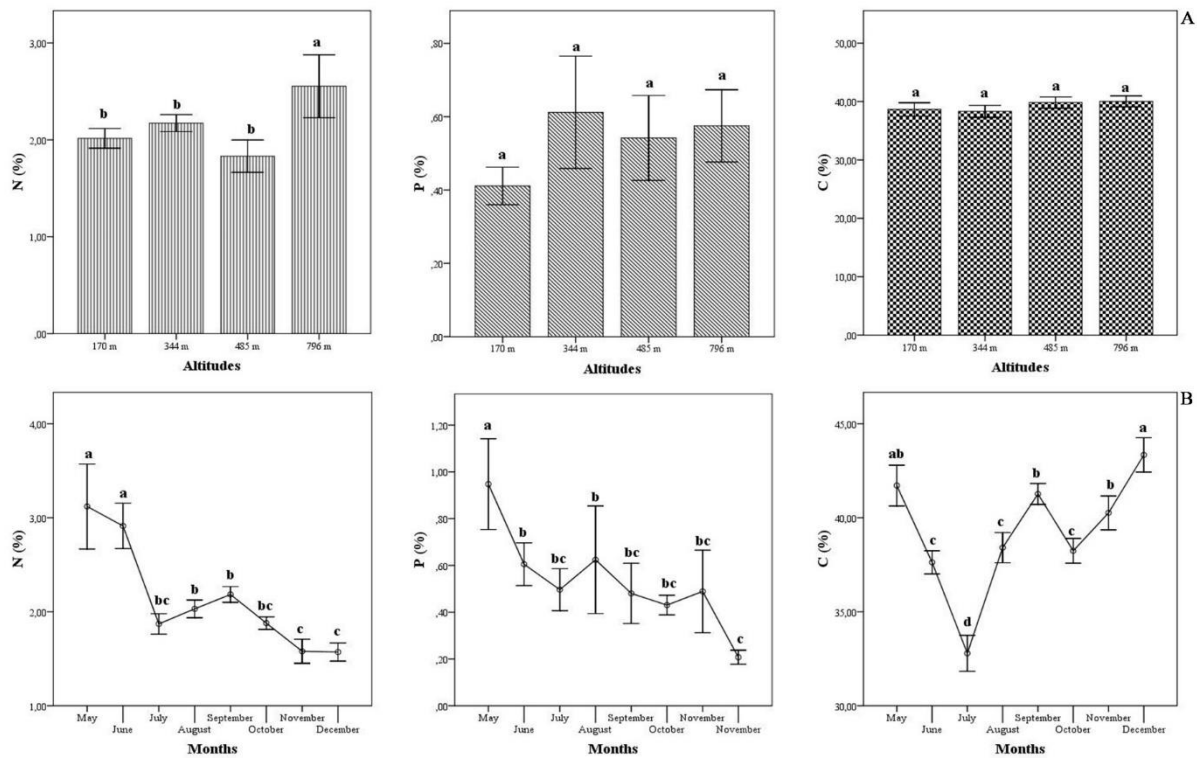 A
N (%)
3,00
2,00
1,00
,00
b
b
b
a
170 m
344 m
485 m
796 m
Altitudes
P (%)
,80
,60
,40
,20
,00
a
a
a
a
170 m
344 m
485 m
796 m
Altitudes
C (%)
50,00
40,00
30,00
20,00
10,00
,00
a
a
a
a
170 m
344 m
485 m
796 m
Altitudes
B
N (%)
4,00
3,00
2,00
1,00
a
a
bc
b
b
bc
c
c
May
June
July
August
September
October
November
December
Months
P (%)
1,20
1,00
,80
,60
,40
,20
,00
a
b
bc
b
bc
bc
bc
c
May
June
July
August
September
October
November
November
Months
C (%)
45,00
40,00
35,00
30,00
ab
c
d
c
b
c
b
a
May
June
July
August
September
October
November
December
Months